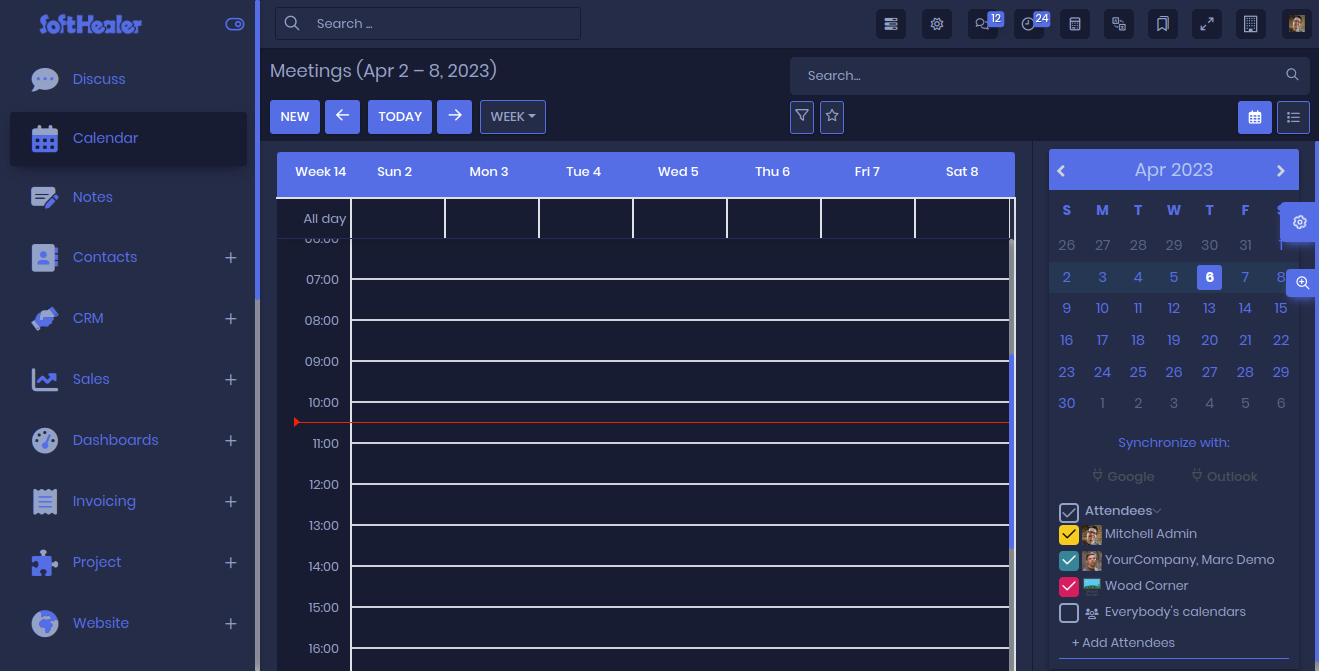 SoftHealer
Search ...
12
24
Discuss
Calendar
Notes
Contacts +
CRM +
Sales +
Dashboards +
Invoicing +
Project +
Website +
Meetings (Apr 2 – 8, 2023)
Search...
NEW
TODAY
WEEK
Week 14 Sun 2 Mon 3 Tue 4 Wed 5 Thu 6 Fri 7 Sat 8
All day
06:00
07:00
08:00
09:00
10:00
11:00
12:00
13:00
14:00
15:00
16:00
Apr 2023
S M T W T F S
26 27 28 29 30 31 1
2 3 4 5 6 7 8
9 10 11 12 13 14 15
16 17 18 19 20 21 22
23 24 25 26 27 28 29
30 1 2 3 4 5 6
Synchronize with:
Google Outlook
Attendees
Mitchell Admin
YourCompany, Marc Demo
Wood Corner
Everybody's calendars
+ Add Attendees